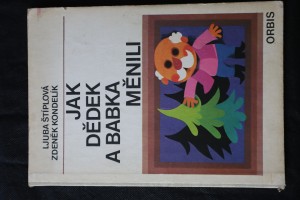 LJUBA ŠTÍPLOVÁ
ZDENĚK KONDELÍK
JAK
DĚDEK
A BABKA
MĚNILI
ORBIS